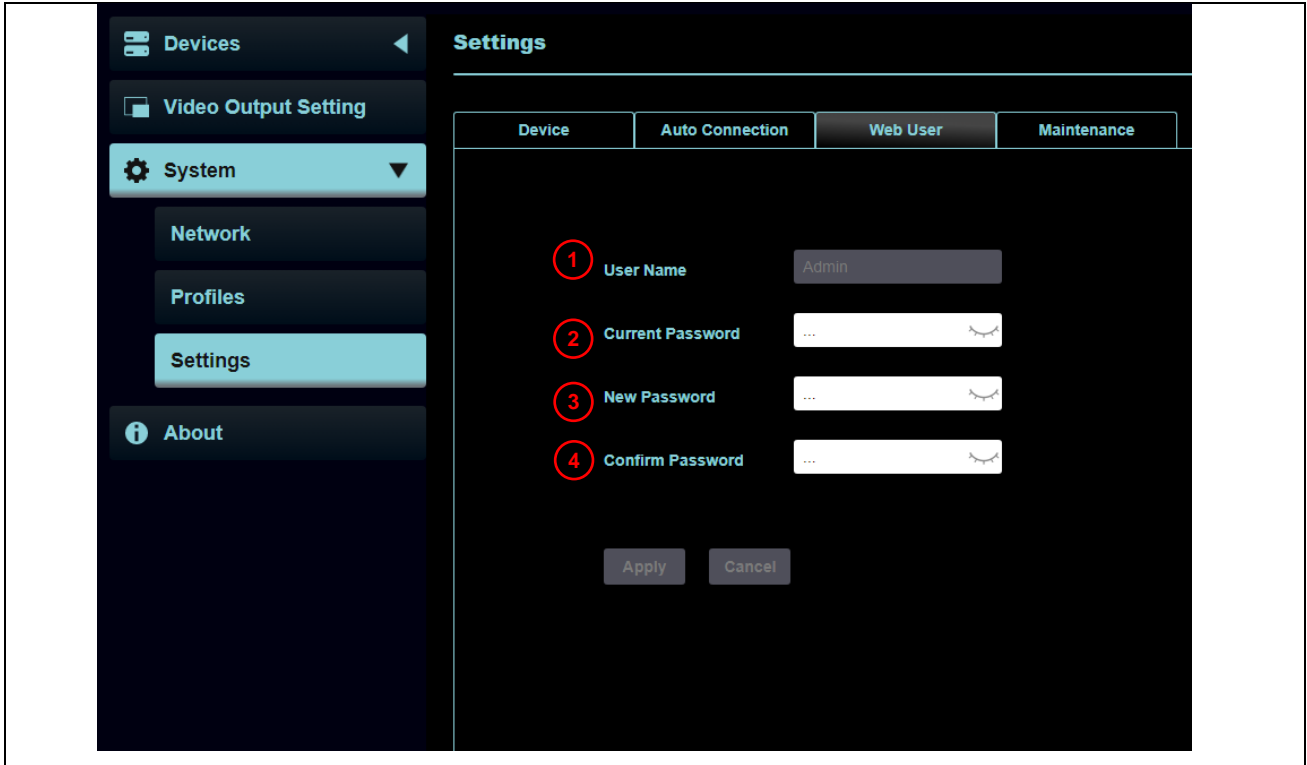 Devices
Video Output Setting
System
Network
Profiles
Settings
About
Settings
Device Auto Connection Web User Maintenance
1 User Name Admin
2 Current Password ...
3 New Password ...
4 Confirm Password ...
Apply Cancel